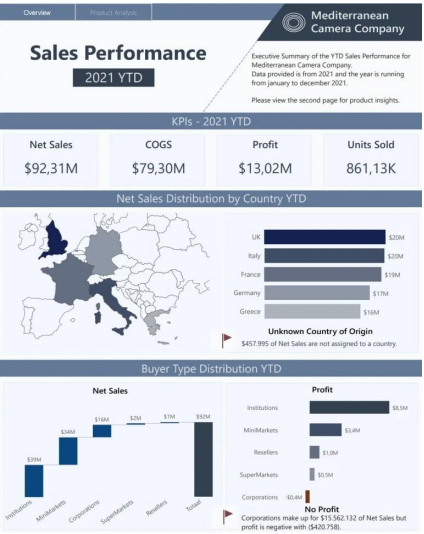 Overview
Product Analysis
Mediterranean
Camera Company
Sales Performance
2021 YTD
Executive Summary of the YTD Sales Performance for
Mediterranean Camera Company.
Data provided is from 2021 and the year is running
from january to december 2021.
Please view the second page for product insights.
KPIs - 2021 YTD
Net Sales
COGS
Profit
Units Sold
$92,31M
$79,30M
$13,02M
861,13K
Net Sales Distribution by Country YTD
UK
$20M
Italy
$20M
France
$19M
Germany
$17M
Greece
$16M
Unknown Country of Origin
$457.995 of Net Sales are not assigned to a country.
Buyer Type Distribution YTD
Net Sales
$39M
$34M
$16M
$2M
$1M
$92M
Institutions
MiniMarkets
Corporations
SuperMarkets
Resellers
Totaal
Profit
Institutions
$8,5M
MiniMarkets
$3,4M
Resellers
$1,0M
SuperMarkets
$0,5M
Corporations
-$0,4M
No Profit
Corporations make up for $15.562.132 of Net Sales but
profit is negative with ($420.758).